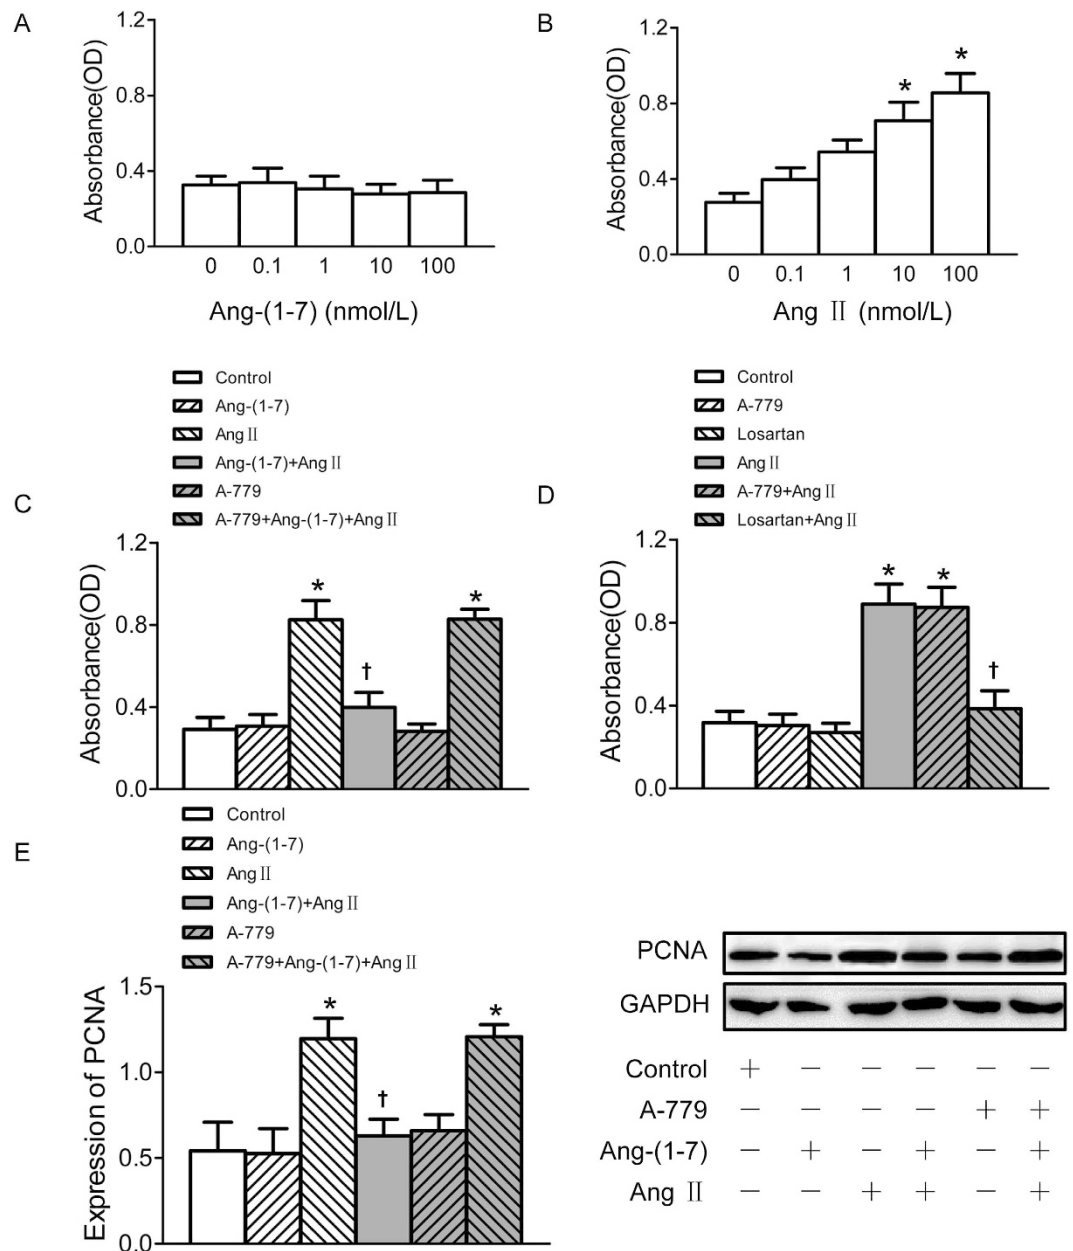 A
1.2
0.8
0.4
0.0
Absorbance(OD)
0 0.1 1 10 100
Ang-(1-7) (nmol/L)
B
1.2
0.8
0.4
0.0
Absorbance(OD)
* *
0 0.1 1 10 100
Ang Ⅱ (nmol/L)
C
Control
Ang-(1-7)
Ang Ⅱ
Ang-(1-7)+Ang Ⅱ
A-779
A-779+Ang-(1-7)+Ang Ⅱ
1.2
0.8
0.4
0.0
Absorbance(OD)
* † *
D
Control
A-779
Losartan
Ang Ⅱ
A-779+Ang Ⅱ
Losartan+Ang Ⅱ
1.2
0.8
0.4
0.0
Absorbance(OD)
* * †
E
Control
Ang-(1-7)
Ang Ⅱ
Ang-(1-7)+Ang Ⅱ
A-779
A-779+Ang-(1-7)+Ang Ⅱ
1.5
1.0
0.5
0.0
Expression of PCNA
* † *
PCNA
GAPDH
Control + − − − − −
A-779 − − − − + +
Ang-(1-7) − + − + − +
Ang Ⅱ − − + + − +